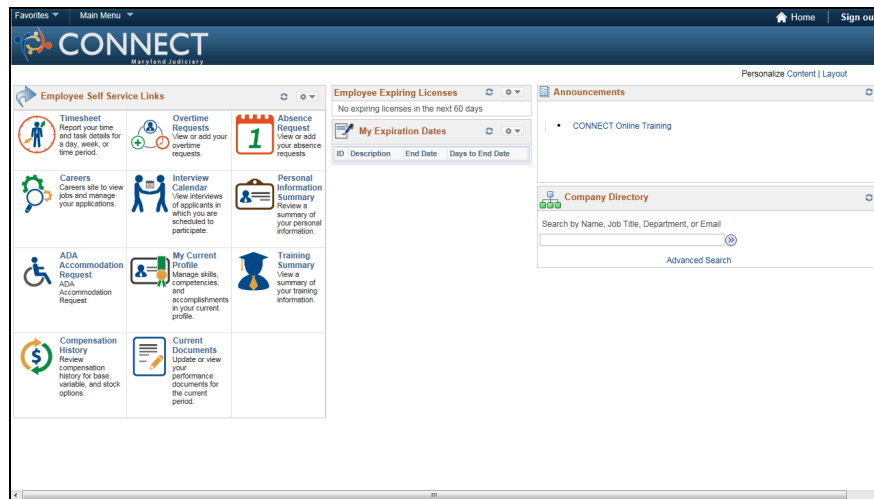 Favorites Main Menu Home Sign out
CONNECT
Maryland Judiciary
Personalize Content | Layout
Employee Self Service Links
Timesheet
Report your time
and task details for
a day, week, or
time period.
Overtime
Requests
View or add your
overtime
requests.
1
Absence
Request
View or add
your absence
requests.
Careers
Careers site to view
jobs and manage
your applications.
Interview
Calendar
View interviews
of applicants in
which you are
scheduled to
participate.
Personal
Information
Summary
Review a
summary of
your personal
information.
ADA
Accommodation
Request
ADA
Accommodation
Request
My Current
Profile
Manage skills,
competencies,
and
accomplishments
in your current
profile.
Training
Summary
View a
summary of
your training
information.
$
Compensation
History
Review
compensation
history for base,
variable, and stock
options.
Current
Documents
Update or view
your
performance
documents for
the current
period.
Employee Expiring Licenses
No expiring licenses in the next 60 days
My Expiration Dates
ID Description End Date Days to End Date
Announcements
• CONNECT Online Training
Company Directory
Search by Name, Job Title, Department, or Email
Advanced Search